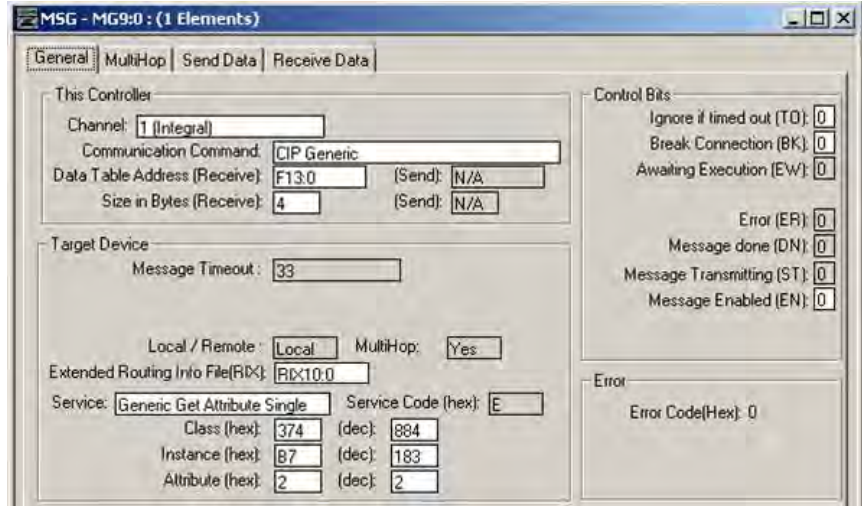 MSG - MG9:0 : (1 Elements)
General MultiHop Send Data Receive Data
This Controller
Channel: 1 (Integral)
Communication Command: CIP Generic
Data Table Address (Receive): F13:0 (Send): N/A
Size in Bytes (Receive): 4 (Send): N/A
Target Device
Message Timeout : 33
Local / Remote : Local MultiHop: Yes
Extended Routing Info File(RIX): RIX10:0
Service: Generic Get Attribute Single Service Code (hex): E
Class (hex): 374 (dec): 884
Instance (hex): B7 (dec): 183
Attribute (hex): 2 (dec): 2
Control Bits
Ignore if timed out (TO): 0
Break Connection (BK): 0
Awaiting Execution (EW): 0
Error (ER): 0
Message done (DN): 0
Message Transmitting (ST): 0
Message Enabled (EN): 0
Error
Error Code(Hex): 0